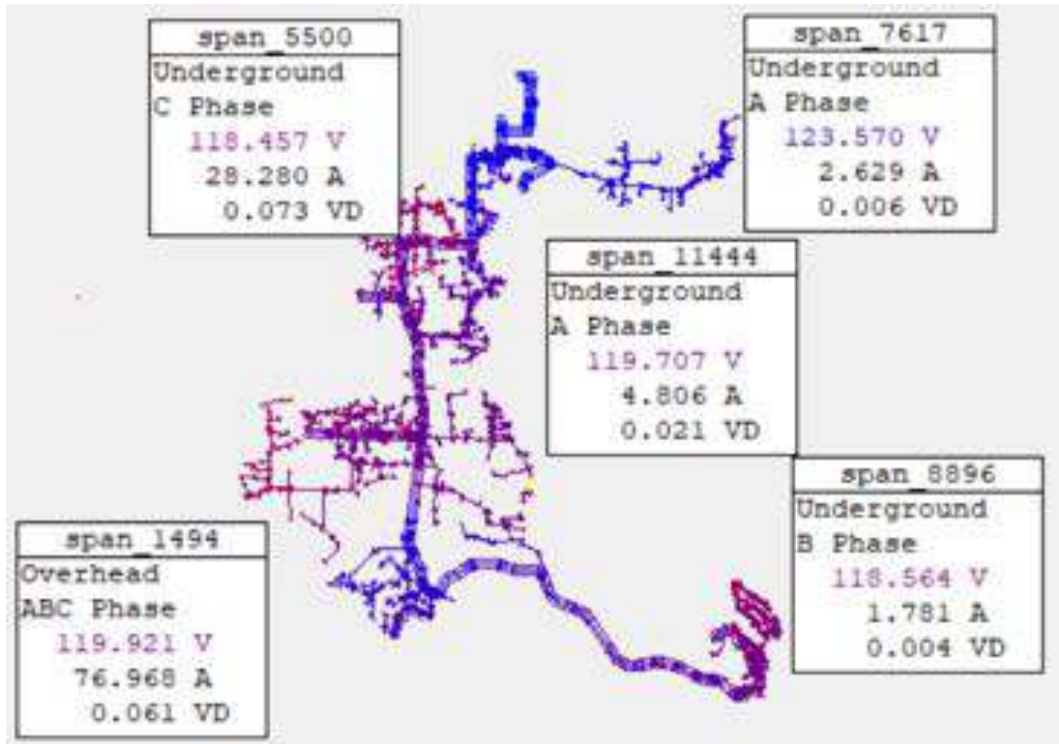 span_5500
Underground
C Phase
118.457 V
28.280 A
0.073 VD
span_7617
Underground
A Phase
123.570 V
2.629 A
0.006 VD
span_11444
Underground
A Phase
119.707 V
4.806 A
0.021 VD
span_8896
Underground
B Phase
118.564 V
1.781 A
0.004 VD
span_1494
Overhead
ABC Phase
119.921 V
76.968 A
0.061 VD